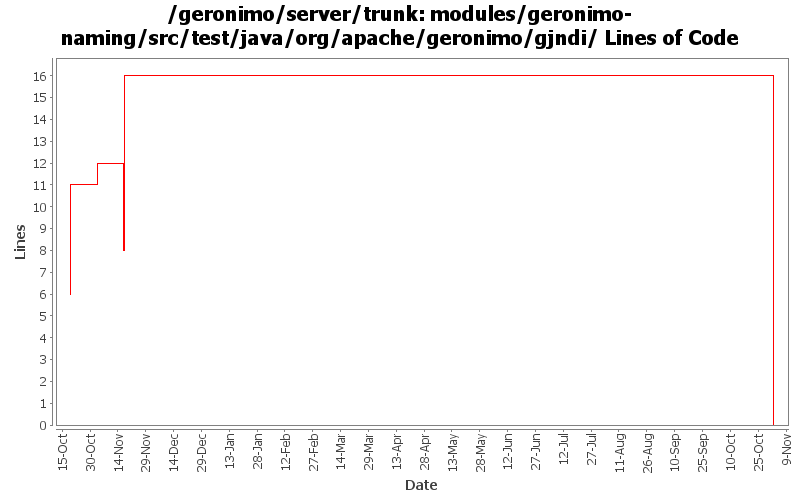 /geronimo/server/trunk: modules/geronimo-
naming/src/test/java/org/apache/geronimo/gjndi/ Lines of Code
Lines
16
15
14
13
12
11
10
9
8
7
6
5
4
3
2
1
0
15-Oct
30-Oct
14-Nov
29-Nov
14-Dec
29-Dec
13-Jan
28-Jan
12-Feb
27-Feb
14-Mar
29-Mar
13-Apr
28-Apr
13-May
28-May
12-Jun
27-Jun
12-Jul
27-Jul
11-Aug
26-Aug
10-Sep
25-Sep
10-Oct
25-Oct
9-Nov
Date